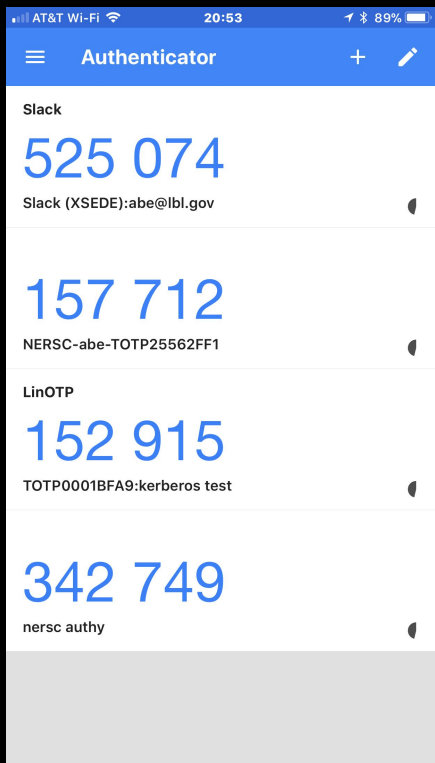 AT&T Wi-Fi 20:53 89%
Authenticator
Slack
525 074
Slack (XSEDE):abe@lbl.gov
157 712
NERSC-abe-TOTP25562FF1
LinOTP
152 915
TOTP0001BFA9:kerberos test
342 749
nersc authy